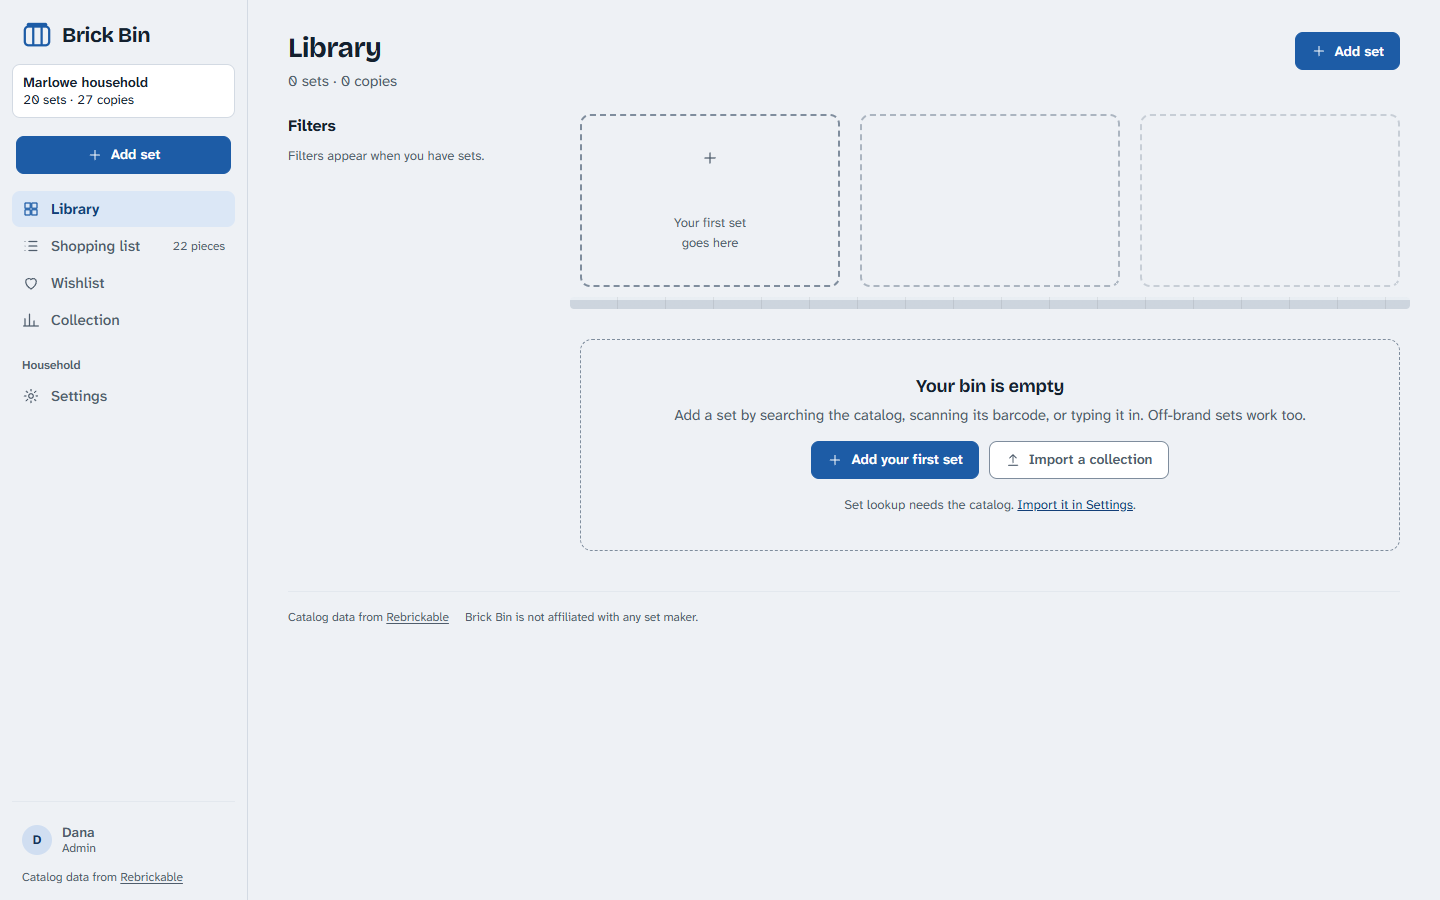 Brick Bin
Marlowe household
20 sets · 27 copies
+ Add set
Library
Shopping list 22 pieces
Wishlist
Collection
Household
Settings
D
Dana
Admin
Catalog data from Rebrickable
Library
0 sets · 0 copies
+ Add set
Filters
Filters appear when you have sets.
+
Your first set
goes here
Your bin is empty
Add a set by searching the catalog, scanning its barcode, or typing it in. Off-brand sets work too.
+ Add your first set
Import a collection
Set lookup needs the catalog. Import it in Settings.
Catalog data from Rebrickable Brick Bin is not affiliated with any set maker.